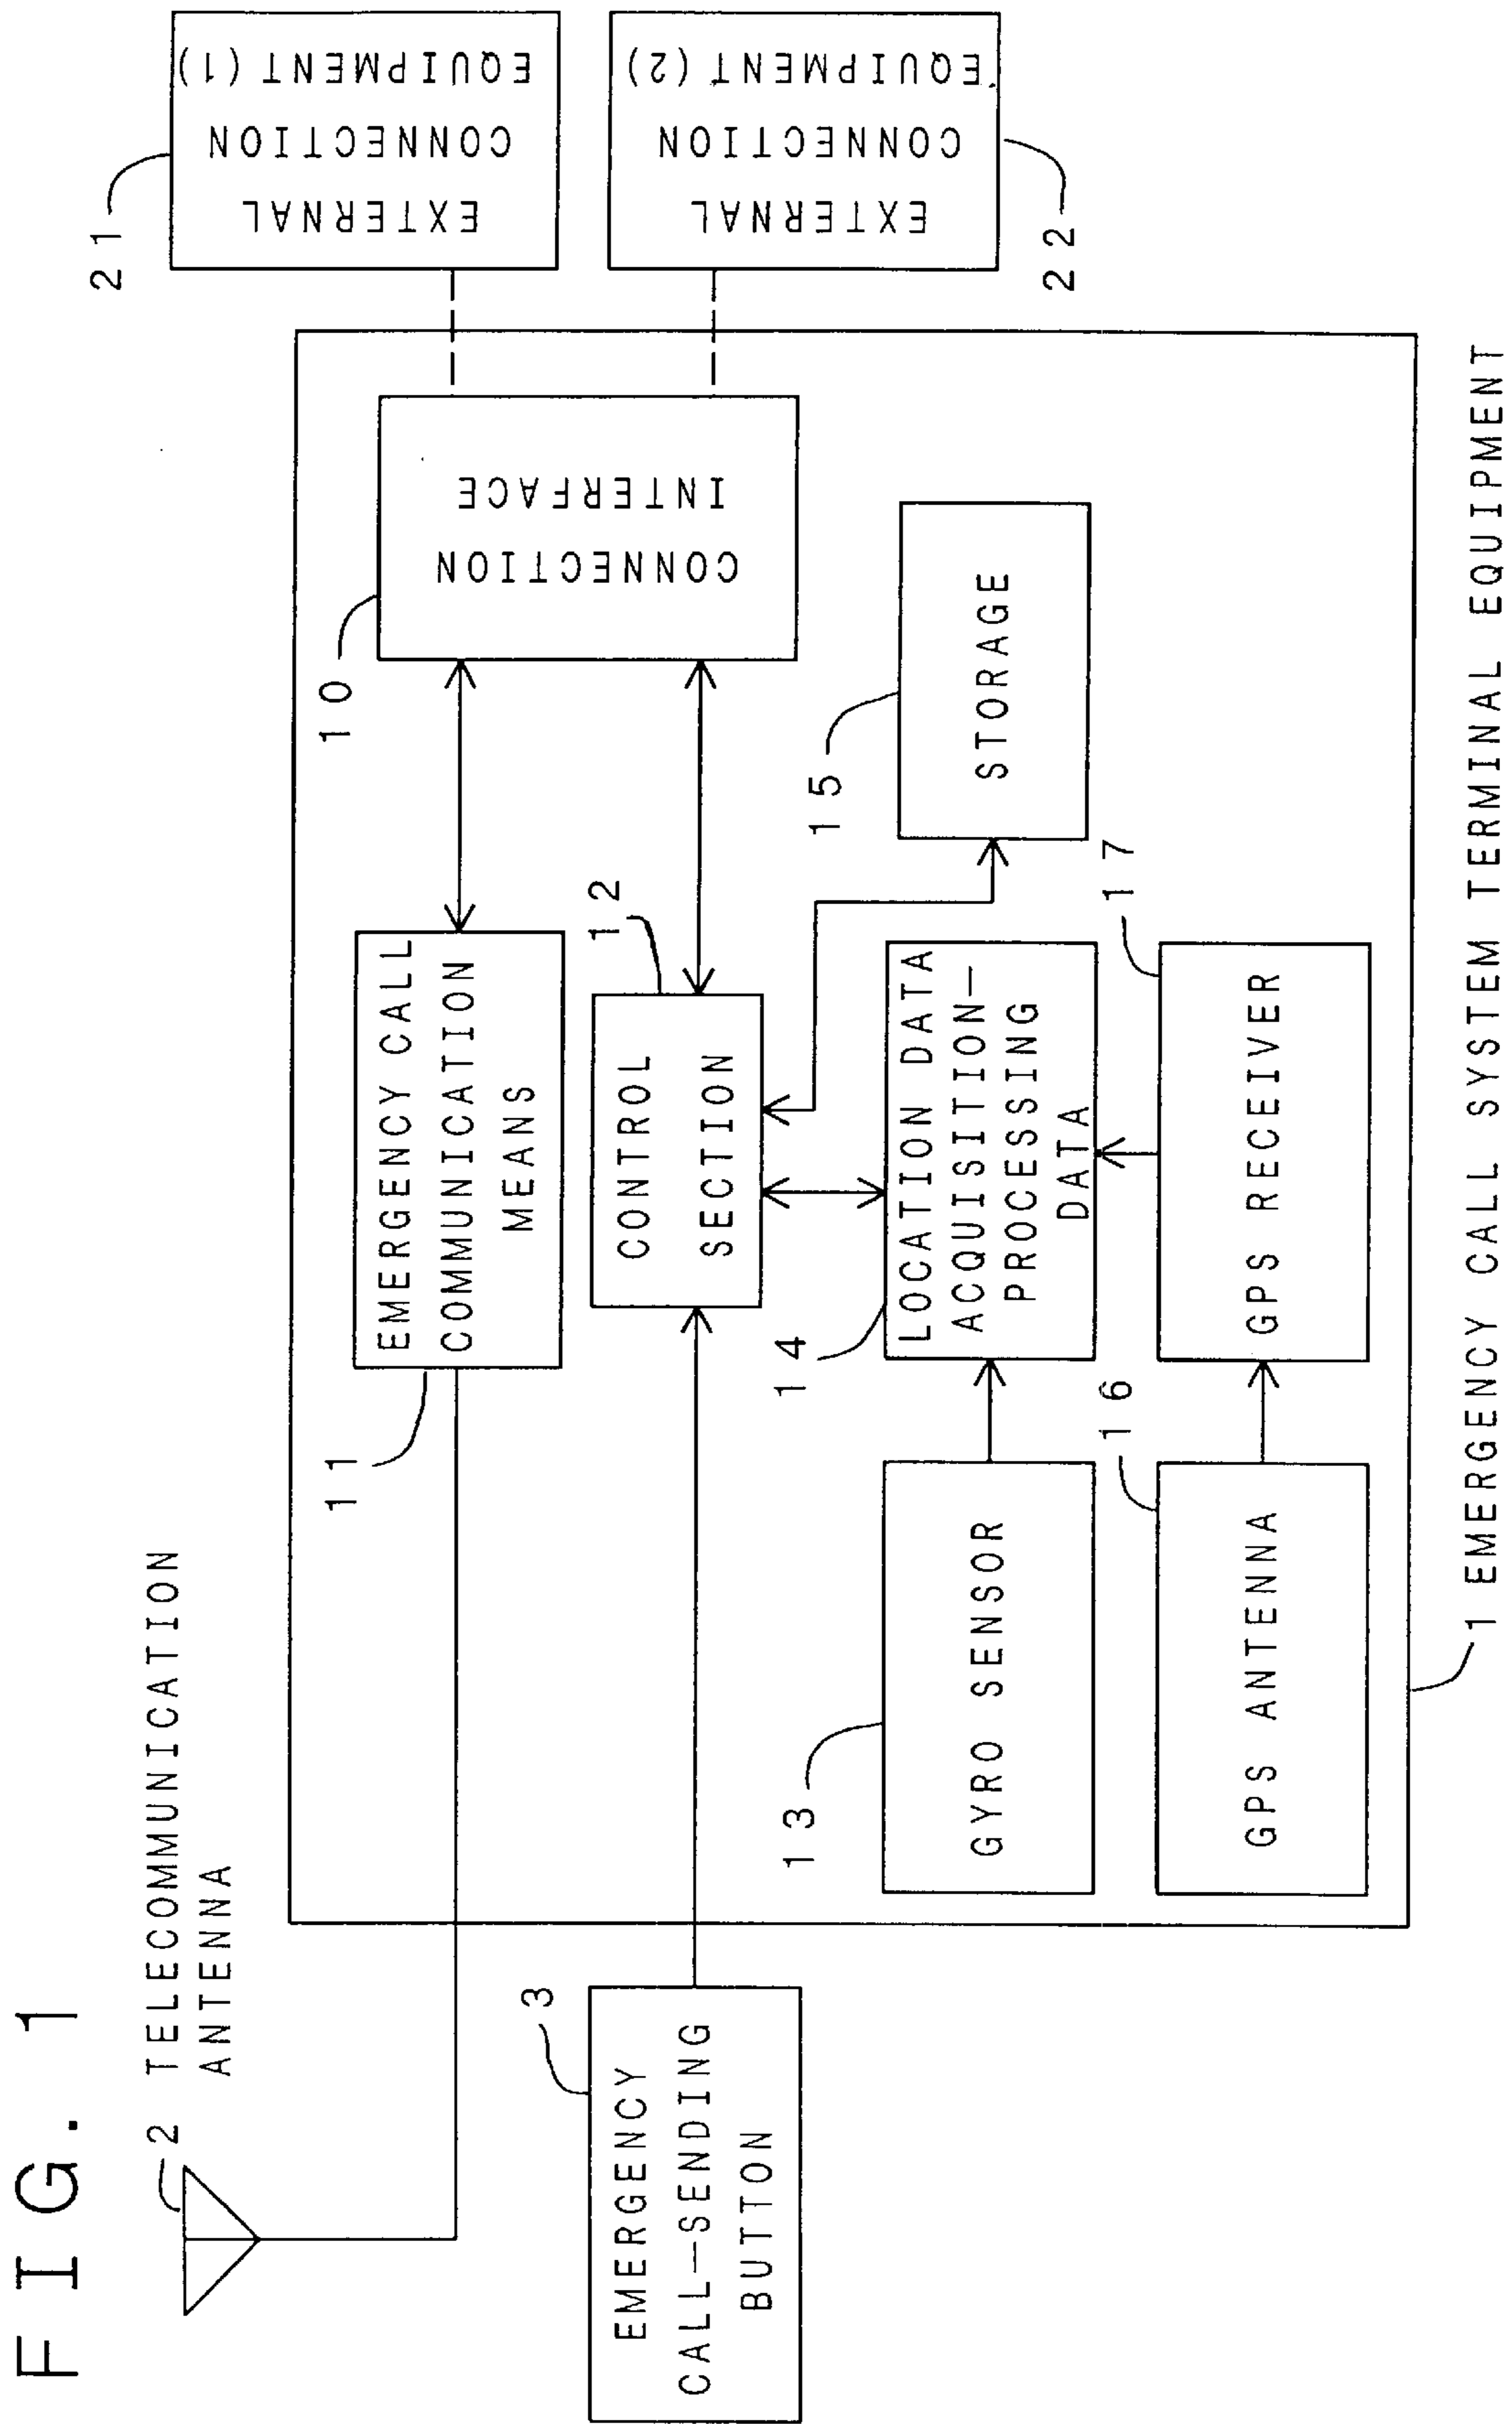 FIG. 1
2 TELECOMMUNICATION
ANTENNA
3
EMERGENCY
CALL-SENDING
BUTTON
11
EMERGENCY CALL
COMMUNICATION
MEANS
10
CONNECTION
INTERFACE
21
EXTERNAL
CONNECTION
EQUIPMENT (1)
22
EXTERNAL
CONNECTION
EQUIPMENT (2)
12
CONTROL
SECTION
15
STORAGE
14
LOCATION DATA
ACQUISITION-
PROCESSING
DATA
13
GYRO SENSOR
16
GPS ANTENNA
17
GPS RECEIVER
1 EMERGENCY CALL SYSTEM TERMINAL EQUIPMENT